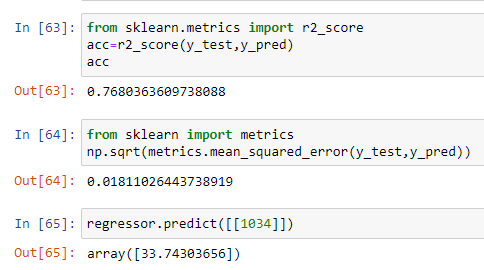 In [63]: from sklearn.metrics import r2_score
acc=r2_score(y_test,y_pred)
acc
Out[63]: 0.7680363609738088
In [64]: from sklearn import metrics
np.sqrt(metrics.mean_squared_error(y_test,y_pred))
Out[64]: 0.01811026443738919
In [65]: regressor.predict([[1034]])
Out[65]: array([33.74303656])